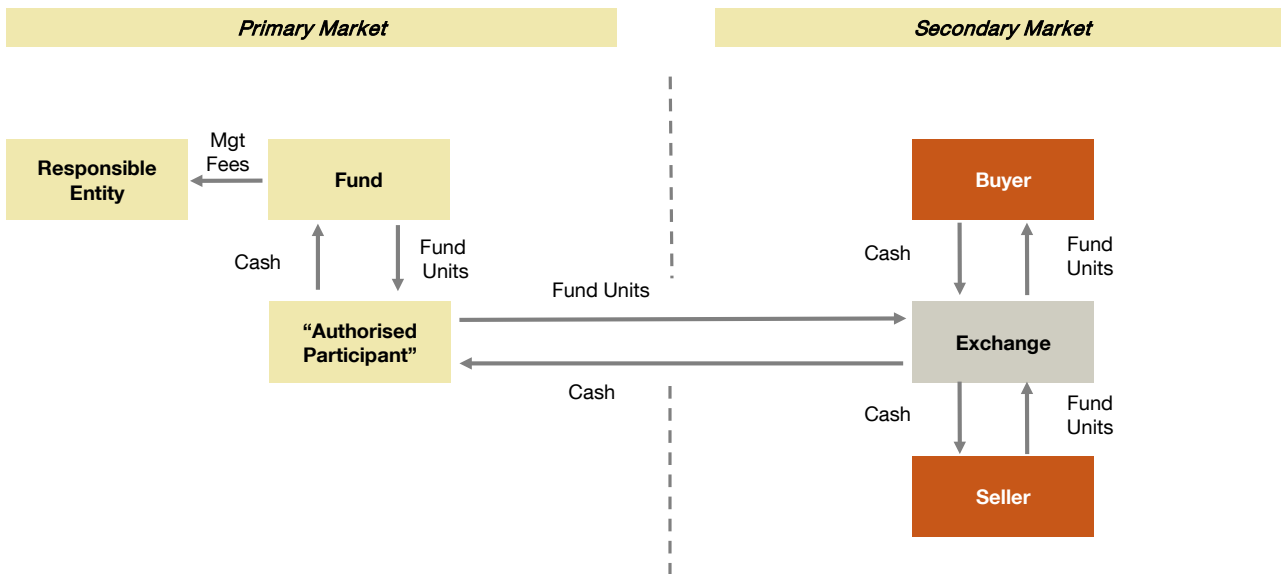 Primary Market
Secondary Market
Mgt
Fees
Responsible
Entity
Fund
Buyer
Cash
Fund
Units
Cash
Fund
Units
Fund Units
“Authorised
Participant”
Exchange
Cash
Cash
Fund
Units
Seller